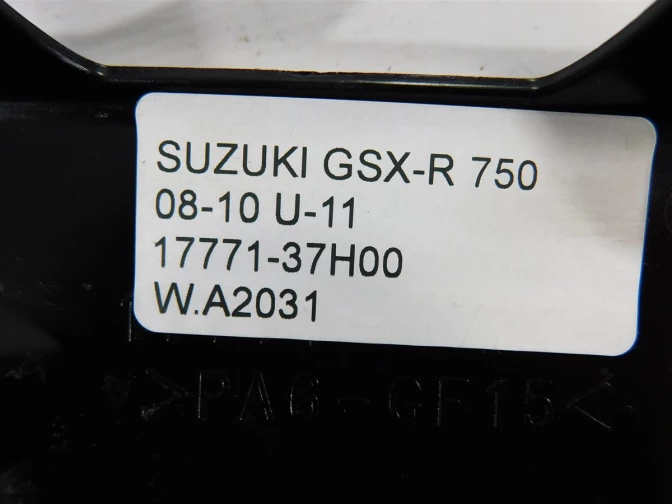 SUZUKI GSX-R 750
08-10 U-11
17771-37H00
W.A2031
>PA6-GF15<